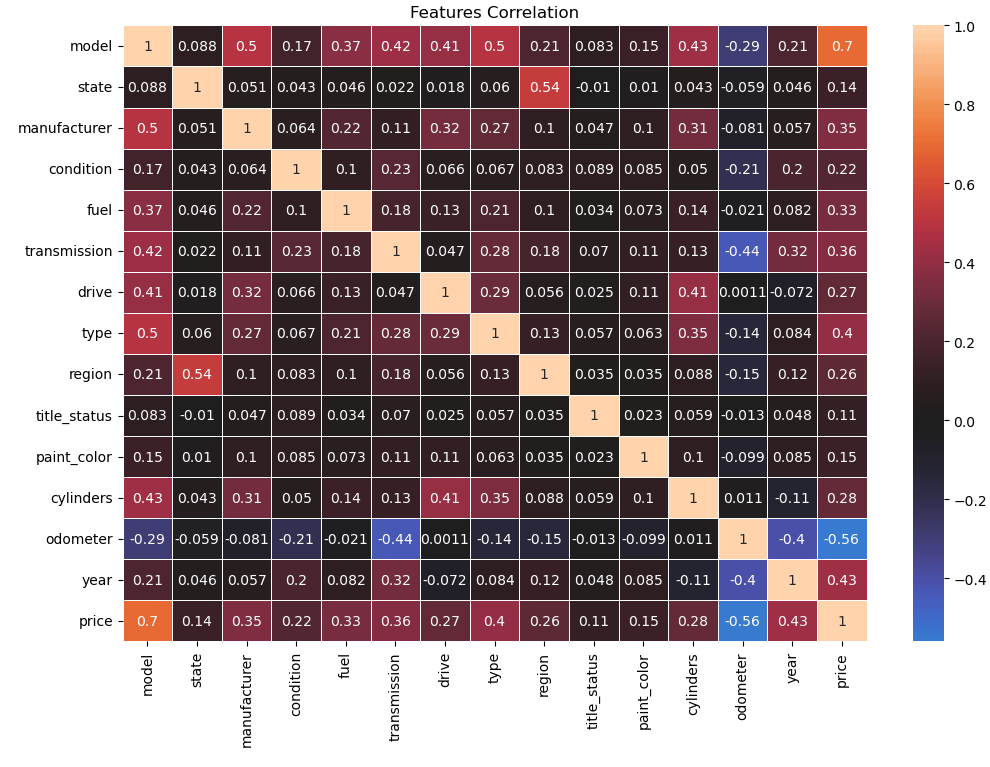 Features Correlation
model 1 0.088 0.5 0.17 0.37 0.42 0.41 0.5 0.21 0.083 0.15 0.43 -0.29 0.21 0.7
state 0.088 1 0.051 0.043 0.046 0.022 0.018 0.06 0.54 -0.01 0.01 0.043 -0.059 0.046 0.14
manufacturer 0.5 0.051 1 0.064 0.22 0.11 0.32 0.27 0.1 0.047 0.1 0.31 -0.081 0.057 0.35
condition 0.17 0.043 0.064 1 0.1 0.23 0.066 0.067 0.083 0.089 0.085 0.05 -0.21 0.2 0.22
fuel 0.37 0.046 0.22 0.1 1 0.18 0.13 0.21 0.1 0.034 0.073 0.14 -0.021 0.082 0.33
transmission 0.42 0.022 0.11 0.23 0.18 1 0.047 0.28 0.18 0.07 0.11 0.13 -0.44 0.32 0.36
drive 0.41 0.018 0.32 0.066 0.13 0.047 1 0.29 0.056 0.025 0.11 0.41 0.0011 -0.072 0.27
type 0.5 0.06 0.27 0.067 0.21 0.28 0.29 1 0.13 0.057 0.063 0.35 -0.14 0.084 0.4
region 0.21 0.54 0.1 0.083 0.1 0.18 0.056 0.13 1 0.035 0.035 0.088 -0.15 0.12 0.26
title_status 0.083 -0.01 0.047 0.089 0.034 0.07 0.025 0.057 0.035 1 0.023 0.059 -0.013 0.048 0.11
paint_color 0.15 0.01 0.1 0.085 0.073 0.11 0.11 0.063 0.035 0.023 1 0.1 -0.099 0.085 0.15
cylinders 0.43 0.043 0.31 0.05 0.14 0.13 0.41 0.35 0.088 0.059 0.1 1 0.011 -0.11 0.28
odometer -0.29 -0.059 -0.081 -0.21 -0.021 -0.44 0.0011 -0.14 -0.15 -0.013 -0.099 0.011 1 -0.4 -0.56
year 0.21 0.046 0.057 0.2 0.082 0.32 -0.072 0.084 0.12 0.048 0.085 -0.11 -0.4 1 0.43
price 0.7 0.14 0.35 0.22 0.33 0.36 0.27 0.4 0.26 0.11 0.15 0.28 -0.56 0.43 1
model state manufacturer condition fuel transmission drive type region title_status paint_color cylinders odometer year price
1.0
0.8
0.6
0.4
0.2
0.0
−0.2
−0.4